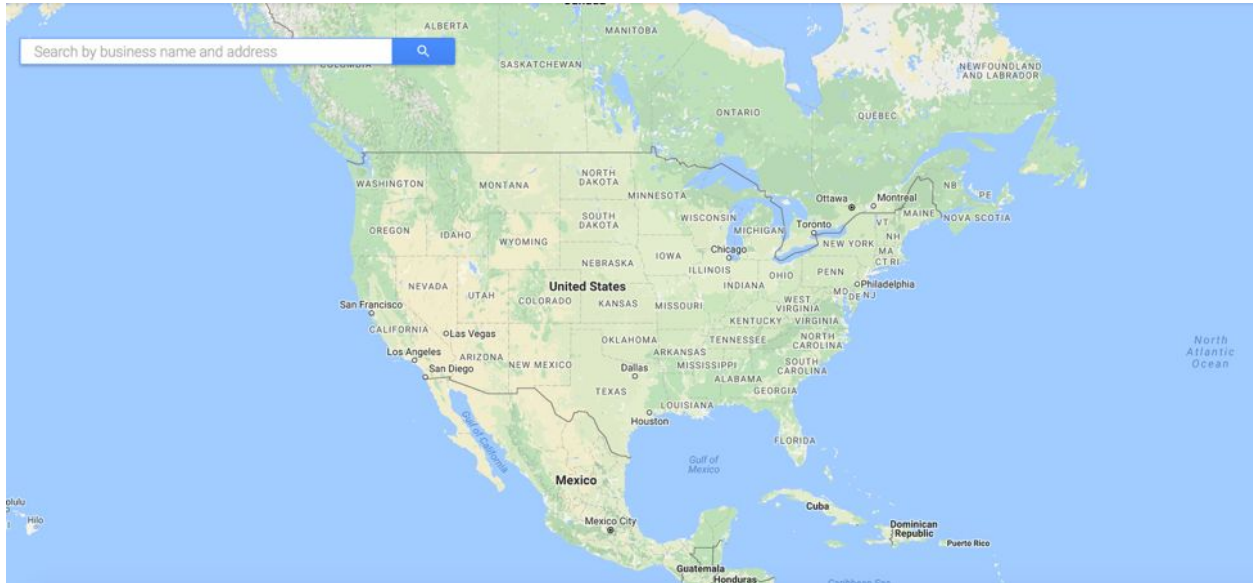 ALBERTA
MANITOBA
Search by business name and address
COLUMBIA
SASKATCHEWAN
NEWFOUNDLAND
AND LABRADOR
ONTARIO
QUEBEC
WASHINGTON
MONTANA
NORTH
DAKOTA
MINNESOTA
Ottawa
Montreal
NB
PE
MAINE
NOVA SCOTIA
OREGON
IDAHO
SOUTH
DAKOTA
WISCONSIN
MICHIGAN
Toronto
VT
NH
WYOMING
Chicago
NEW YORK
MA
CT RI
IOWA
NEBRASKA
ILLINOIS
INDIANA
OHIO
PENN
Philadelphia
MD
DE
NJ
NEVADA
UTAH
COLORADO
United States
KANSAS
MISSOURI
WEST
VIRGINIA
KENTUCKY
VIRGINIA
San Francisco
CALIFORNIA
Las Vegas
OKLAHOMA
TENNESSEE
NORTH
CAROLINA
Los Angeles
ARIZONA
NEW MEXICO
ARKANSAS
MISSISSIPPI
SOUTH
CAROLINA
North
Atlantic
Ocean
San Diego
Dallas
ALABAMA
GEORGIA
TEXAS
LOUISIANA
Houston
Gulf of California
FLORIDA
Gulf of
Mexico
Mexico
Cuba
Mexico City
Dominican
Republic
Puerto Rico
olulu
Hilo
Guatemala
Honduras